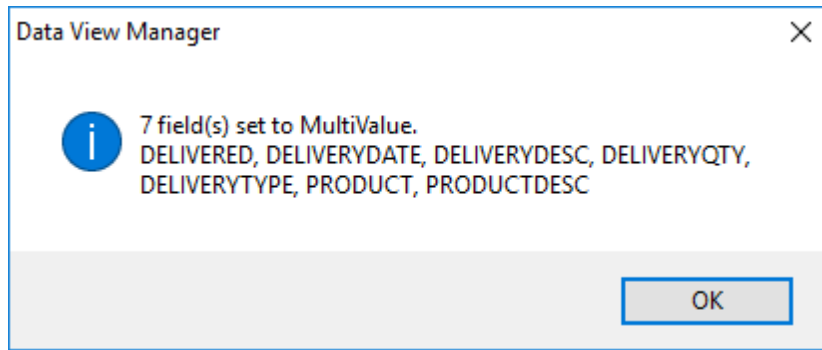 Data View Manager
7 field(s) set to MultiValue.
DELIVERED, DELIVERYDATE, DELIVERYDESC, DELIVERYQTY,
DELIVERYTYPE, PRODUCT, PRODUCTDESC
OK